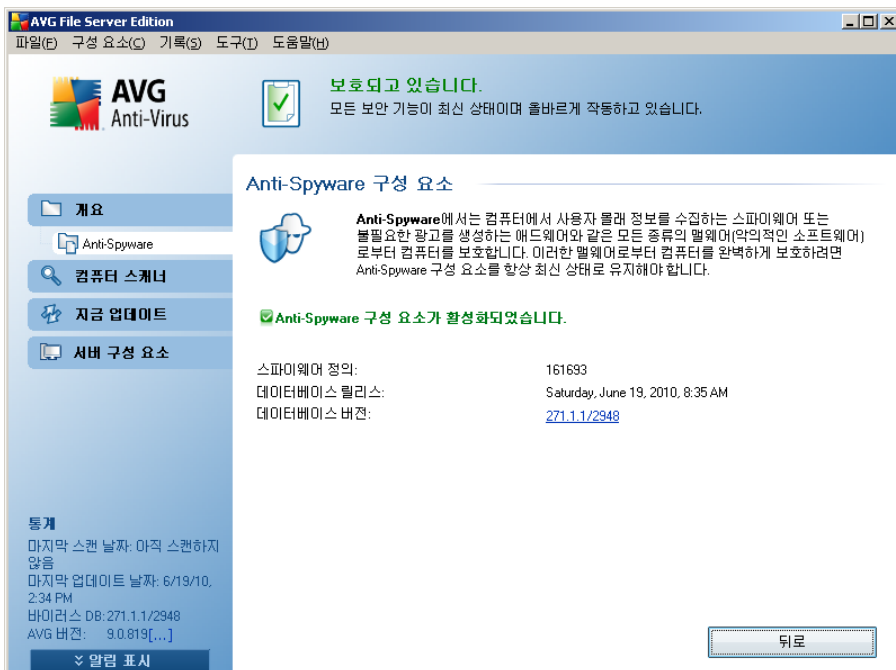 AVG File Server Edition
파일(F) 구성 요소(C) 기록(S) 도구(T) 도움말(H)
AVG
Anti-Virus
보호되고 있습니다.
모든 보안 기능이 최신 상태이며 올바르게 작동하고 있습니다.
개요
Anti-Spyware
컴퓨터 스캐너
지금 업데이트
서버 구성 요소
Anti-Spyware 구성 요소
Anti-Spyware에서는 컴퓨터에서 사용자 몰래 정보를 수집하는 스파이웨어 또는
불필요한 광고를 생성하는 애드웨어와 같은 모든 종류의 맬웨어(악의적인 소프트웨어)
로부터 컴퓨터를 보호합니다. 이러한 맬웨어로부터 컴퓨터를 완벽하게 보호하려면
Anti-Spyware 구성 요소를 항상 최신 상태로 유지해야 합니다.
Anti-Spyware 구성 요소가 활성화되었습니다.
스파이웨어 정의: 161693
데이터베이스 릴리스: Saturday, June 19, 2010, 8:35 AM
데이터베이스 버전: 271.1.1/2948
통계
마지막 스캔 날짜: 아직 스캔하지
않음
마지막 업데이트 날짜: 6/19/10,
2:34 PM
바이러스 DB: 271.1.1/2948
AVG 버전: 9.0.819[...]
알림 표시
뒤로